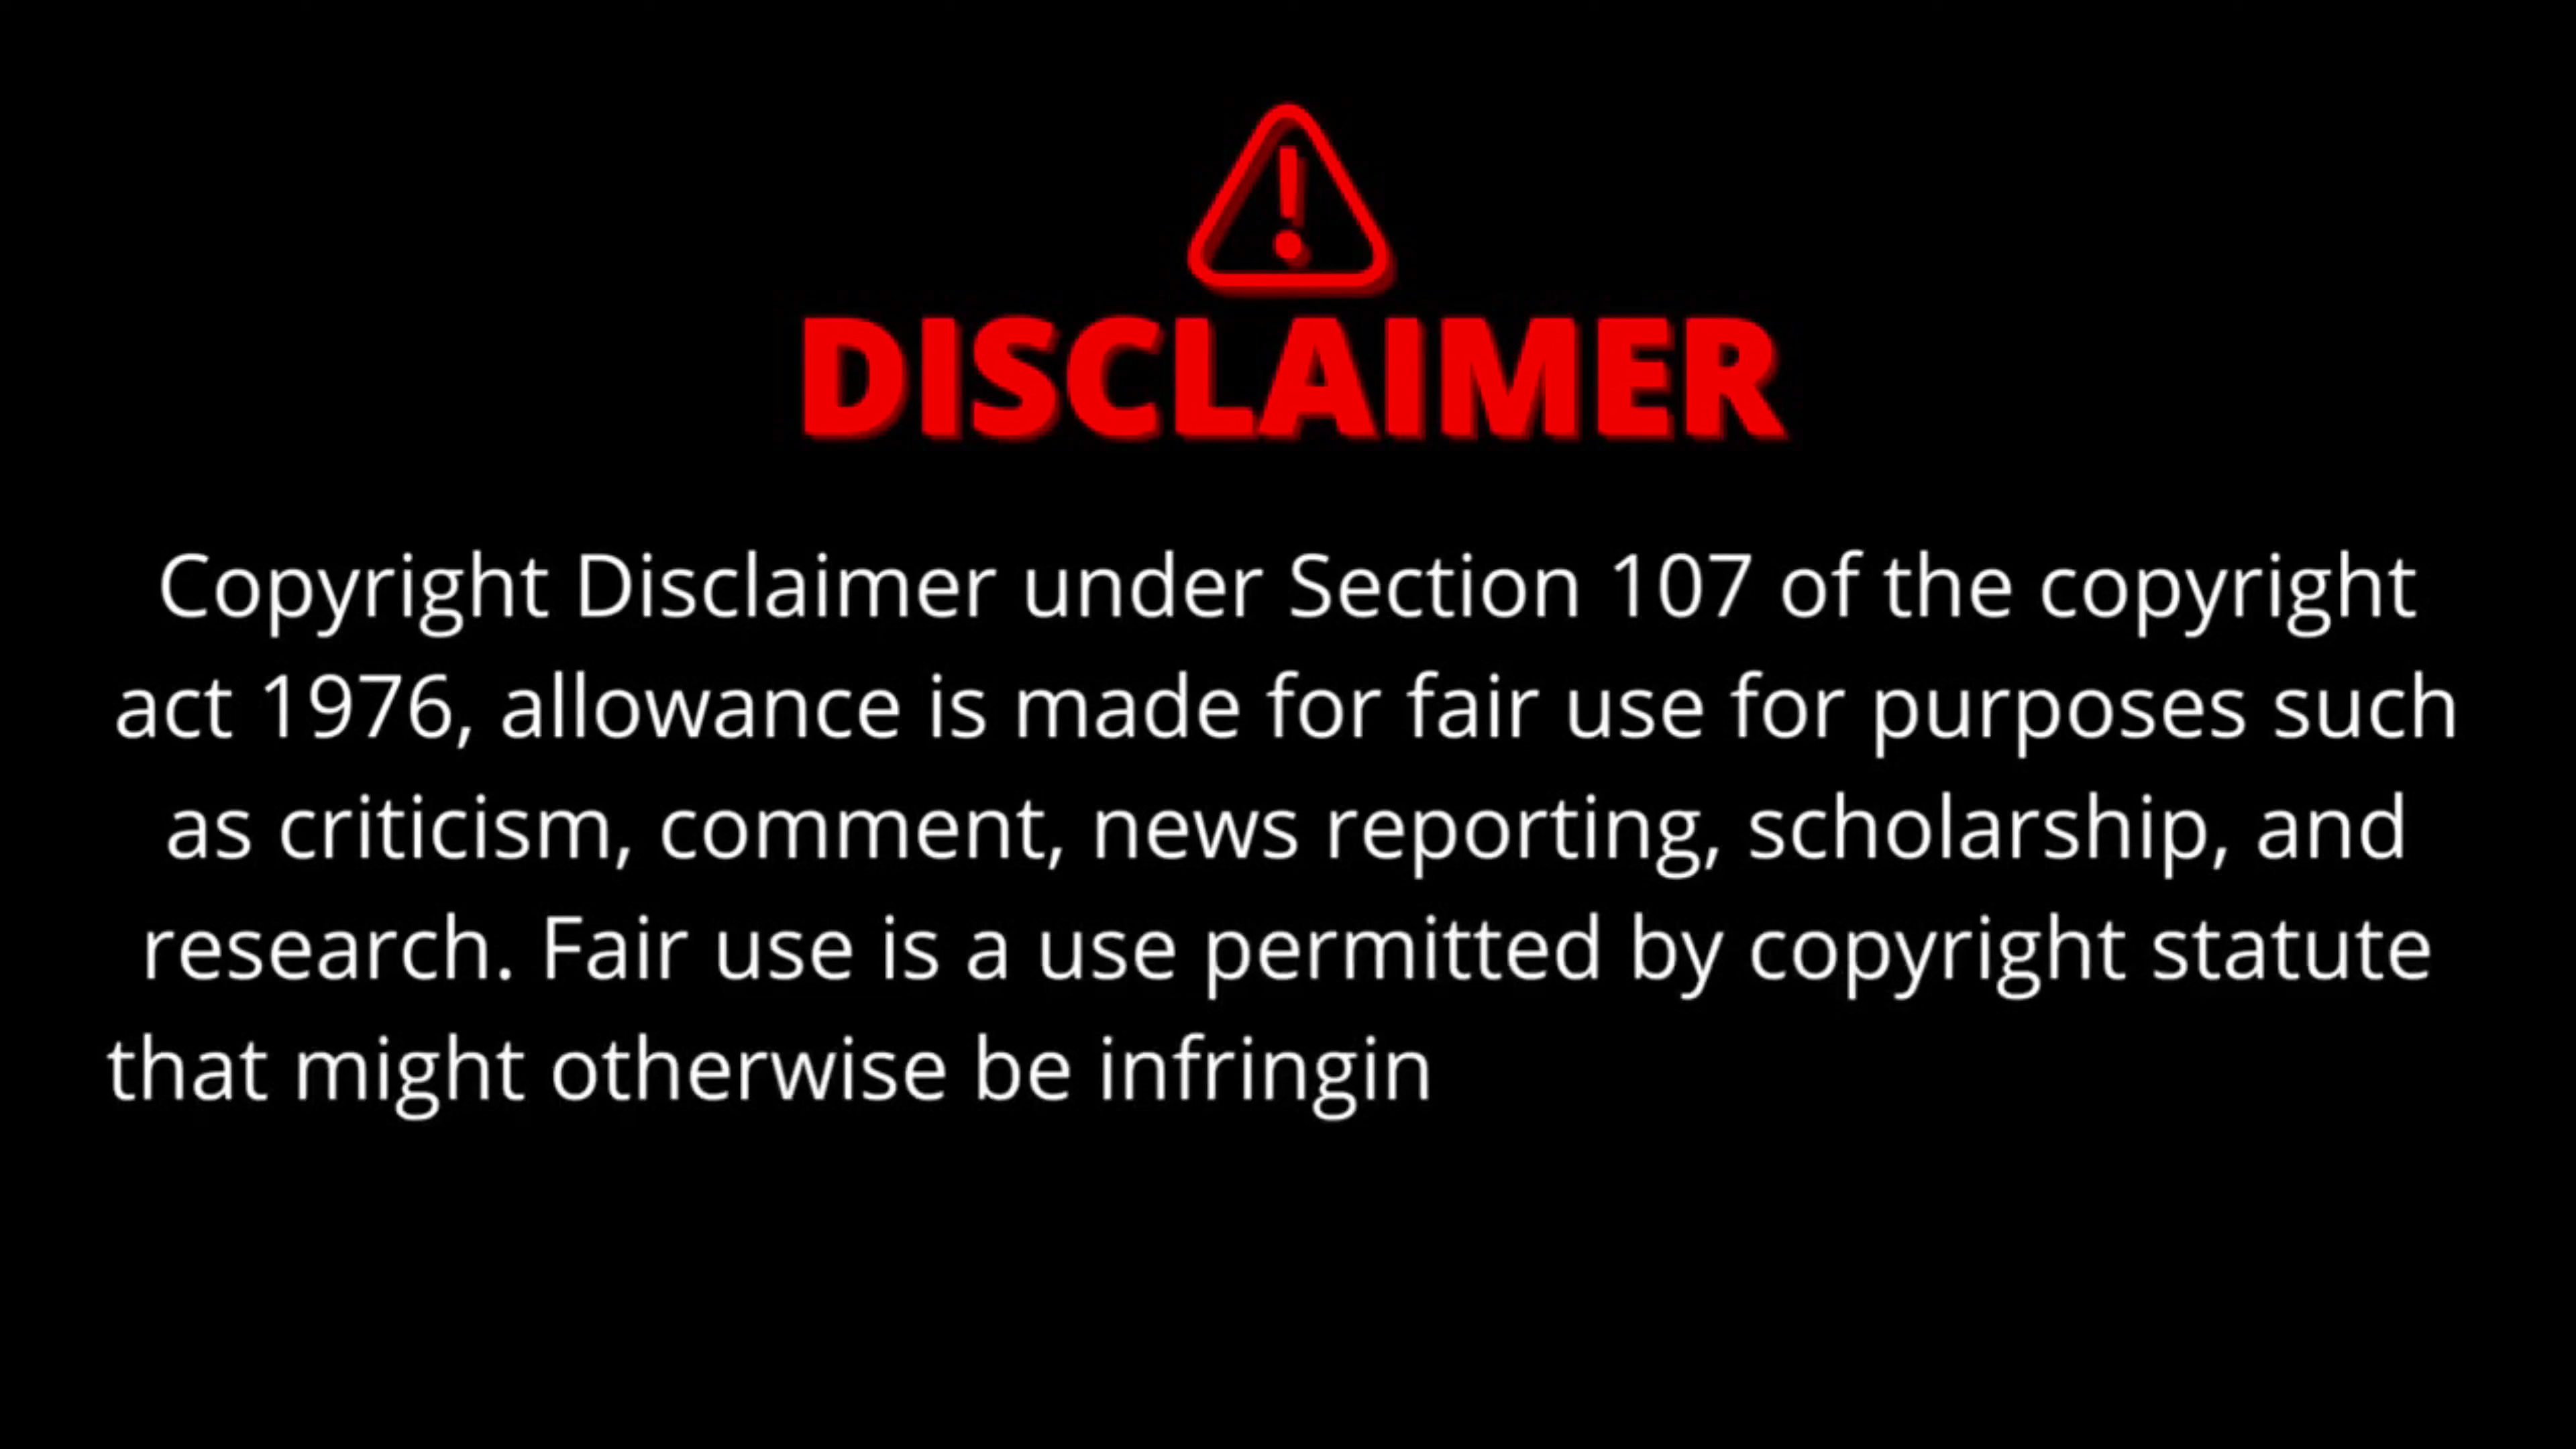 DISCLAIMER
Copyright Disclaimer under Section 107 of the copyright
act 1976, allowance is made for fair use for purposes such
as criticism, comment, news reporting, scholarship, and
research. Fair use is a use permitted by copyright statute
that might otherwise be infringin